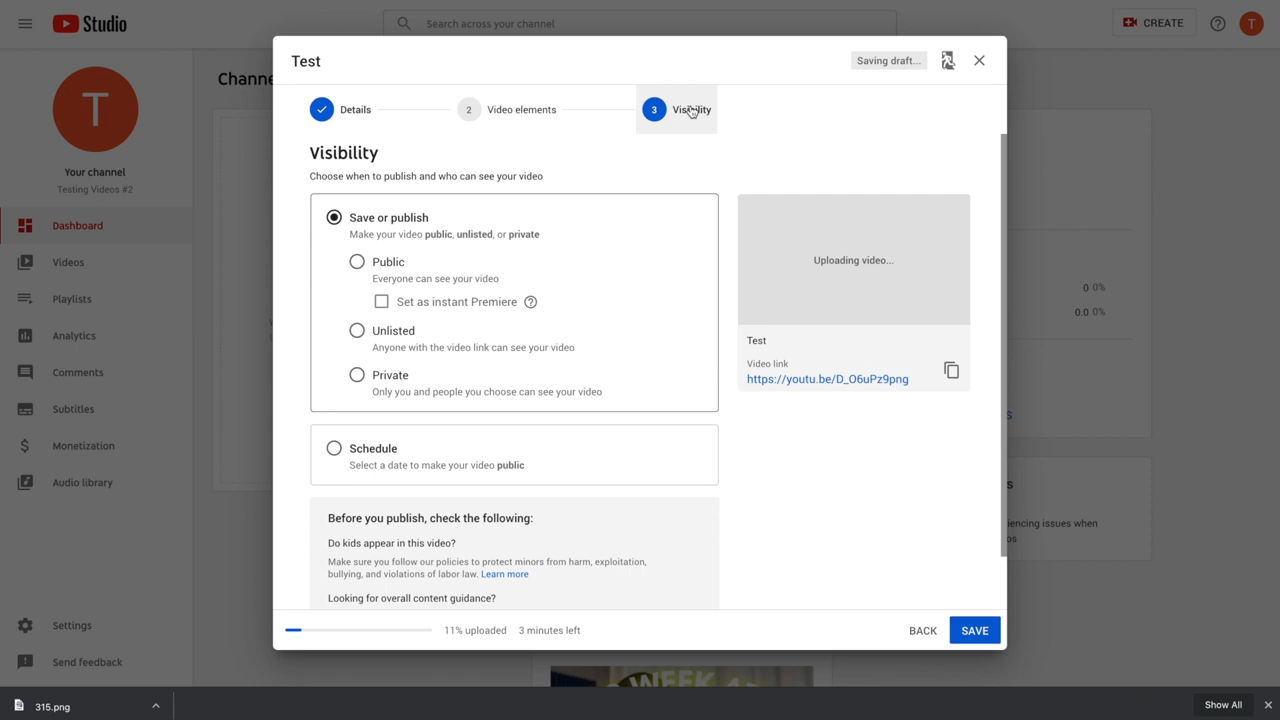 Studio
Search across your channel
CREATE
T
Test
Saving draft...
Details
2
Video elements
3
Visibility
Chann
T
Your channel
Testing Videos #2
Dashboard
Videos
Playlists
Analytics
Comments
Subtitles
Monetization
Audio library
Settings
Send feedback
Visibility
Choose when to publish and who can see your video
Save or publish
Make your video public, unlisted, or private
Public
Everyone can see your video
Set as instant Premiere
Unlisted
Anyone with the video link can see your video
Private
Only you and people you choose can see your video
Schedule
Select a date to make your video public
Before you publish, check the following:
Do kids appear in this video?
Make sure you follow our policies to protect minors from harm, exploitation,
bullying, and violations of labor law. Learn more
Looking for overall content guidance?
Uploading video...
Test
Video link
https://youtu.be/D_O6uPz9png
0 0%
0.0 0%
S
s
encing issues when
os
11% uploaded 3 minutes left
BACK
SAVE
WEEK
315.png
Show All